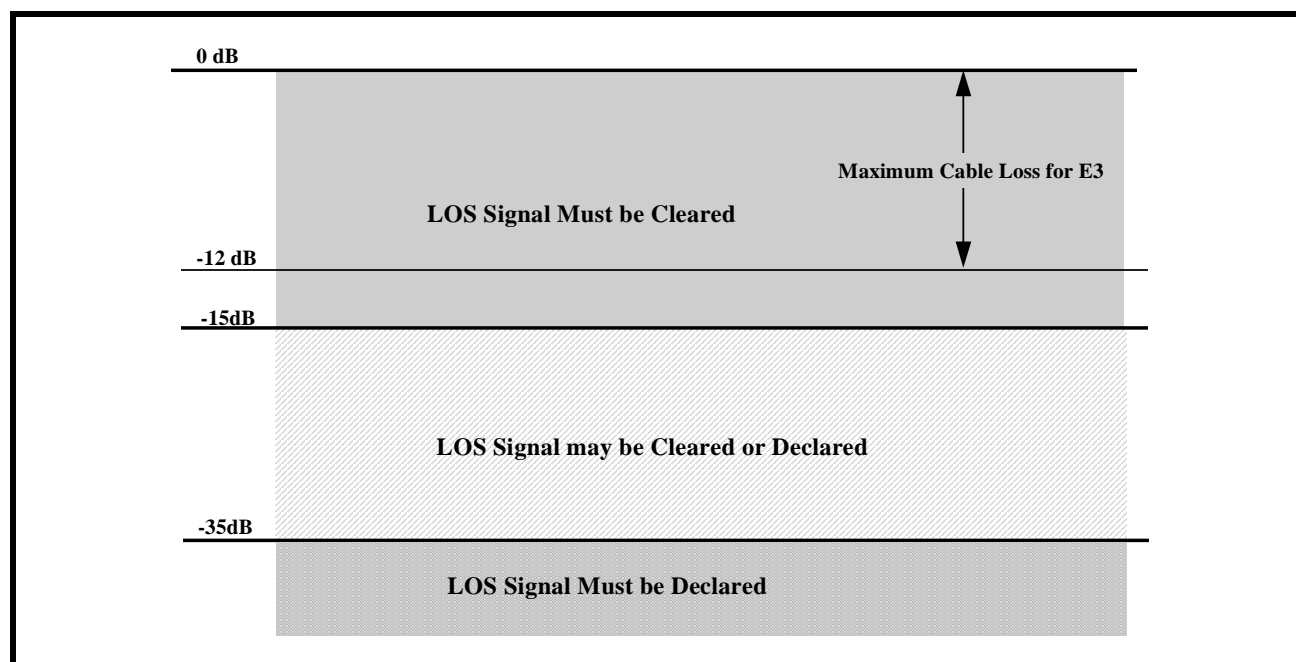 0 dB
Maximum Cable Loss for E3
LOS Signal Must be Cleared
-12 dB
-15dB
LOS Signal may be Cleared or Declared
-35dB
LOS Signal Must be Declared